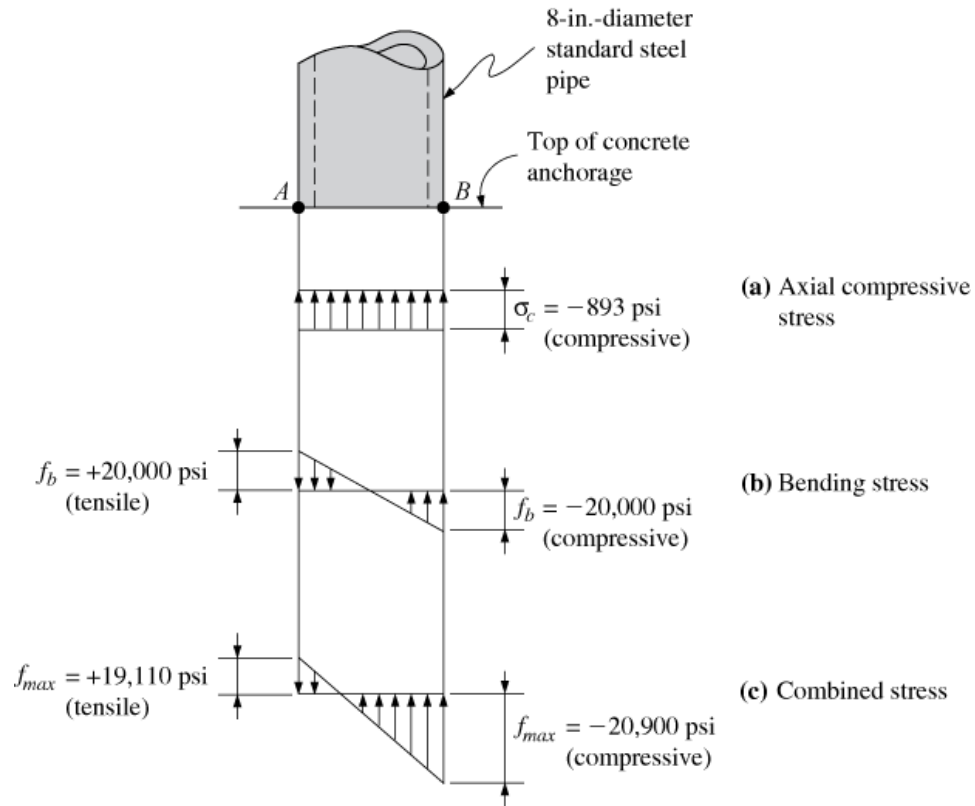 8-in.-diameter
standard steel
pipe
Top of concrete
anchorage
A
B
σc = −893 psi
(compressive)
(a) Axial compressive
stress
fb = +20,000 psi
(tensile)
fb = −20,000 psi
(compressive)
(b) Bending stress
fmax = +19,110 psi
(tensile)
fmax = −20,900 psi
(compressive)
(c) Combined stress